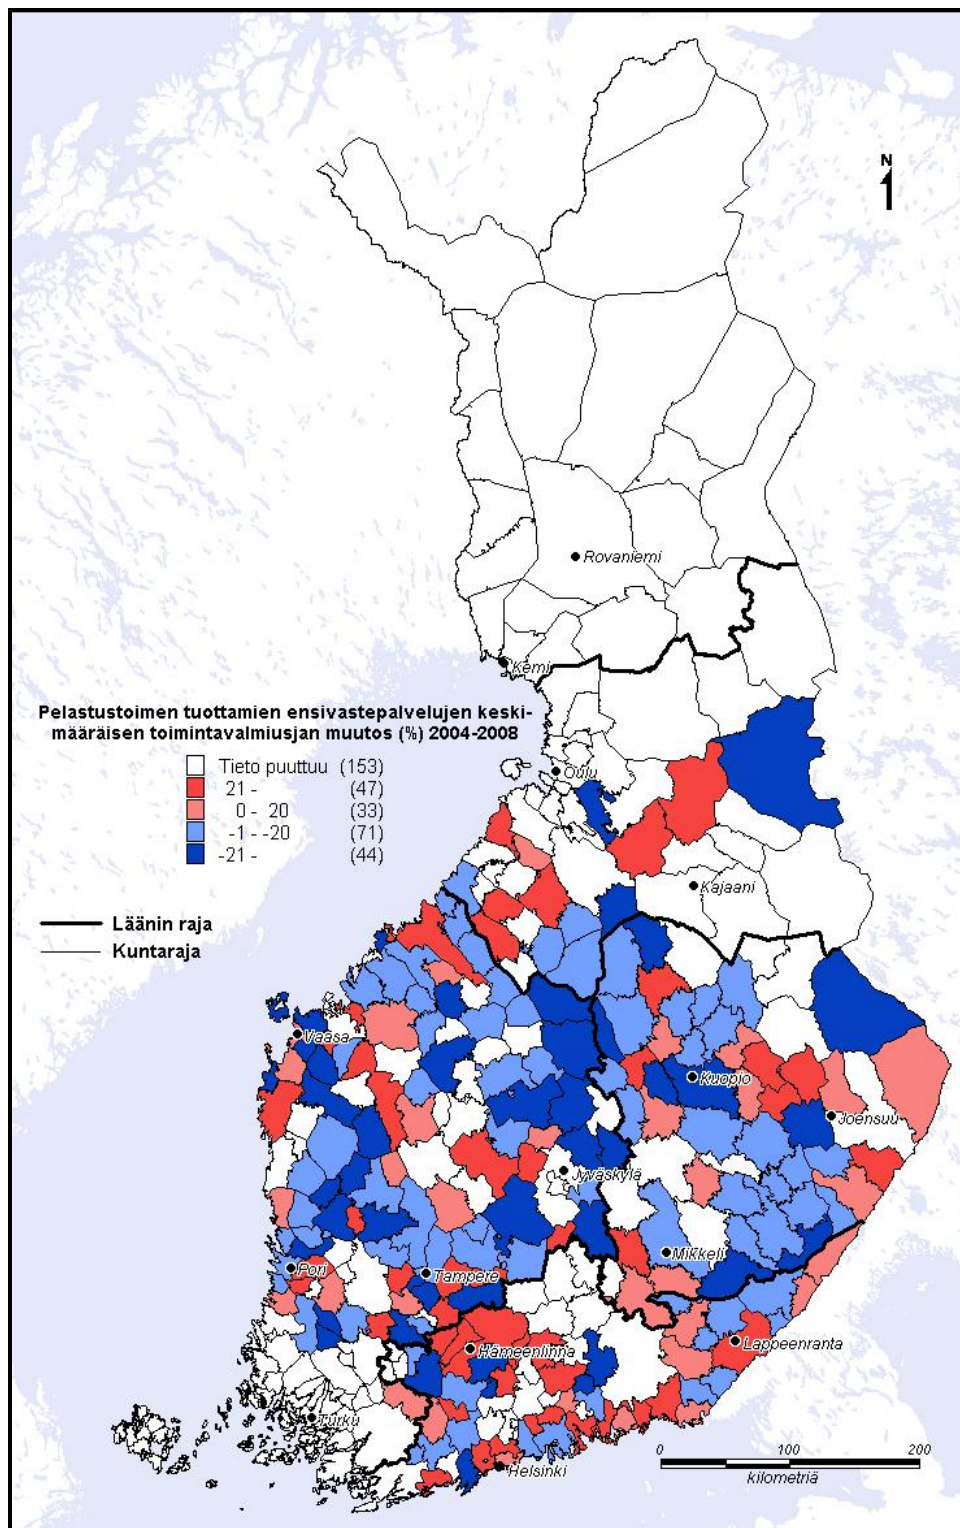 N
Rovaniemi
Kemi
Pelastustoimen tuottamien ensivastepalvelujen keski-
määräisen toimintavalmiusjan muutos (%) 2004-2008
Tieto puuttuu (153)
21 - (47)
0 - 20 (33)
-1 - -20 (71)
-21 - (44)
Oulu
Kajaani
Läänin raja
Kuntaraja
Vaasa
Kuopio
Joensuu
Jyväskylä
Mikkeli
Pori
Tampere
Lappeenranta
Hämeenlinna
Turku
Helsinki
0 100 200
kilometriä